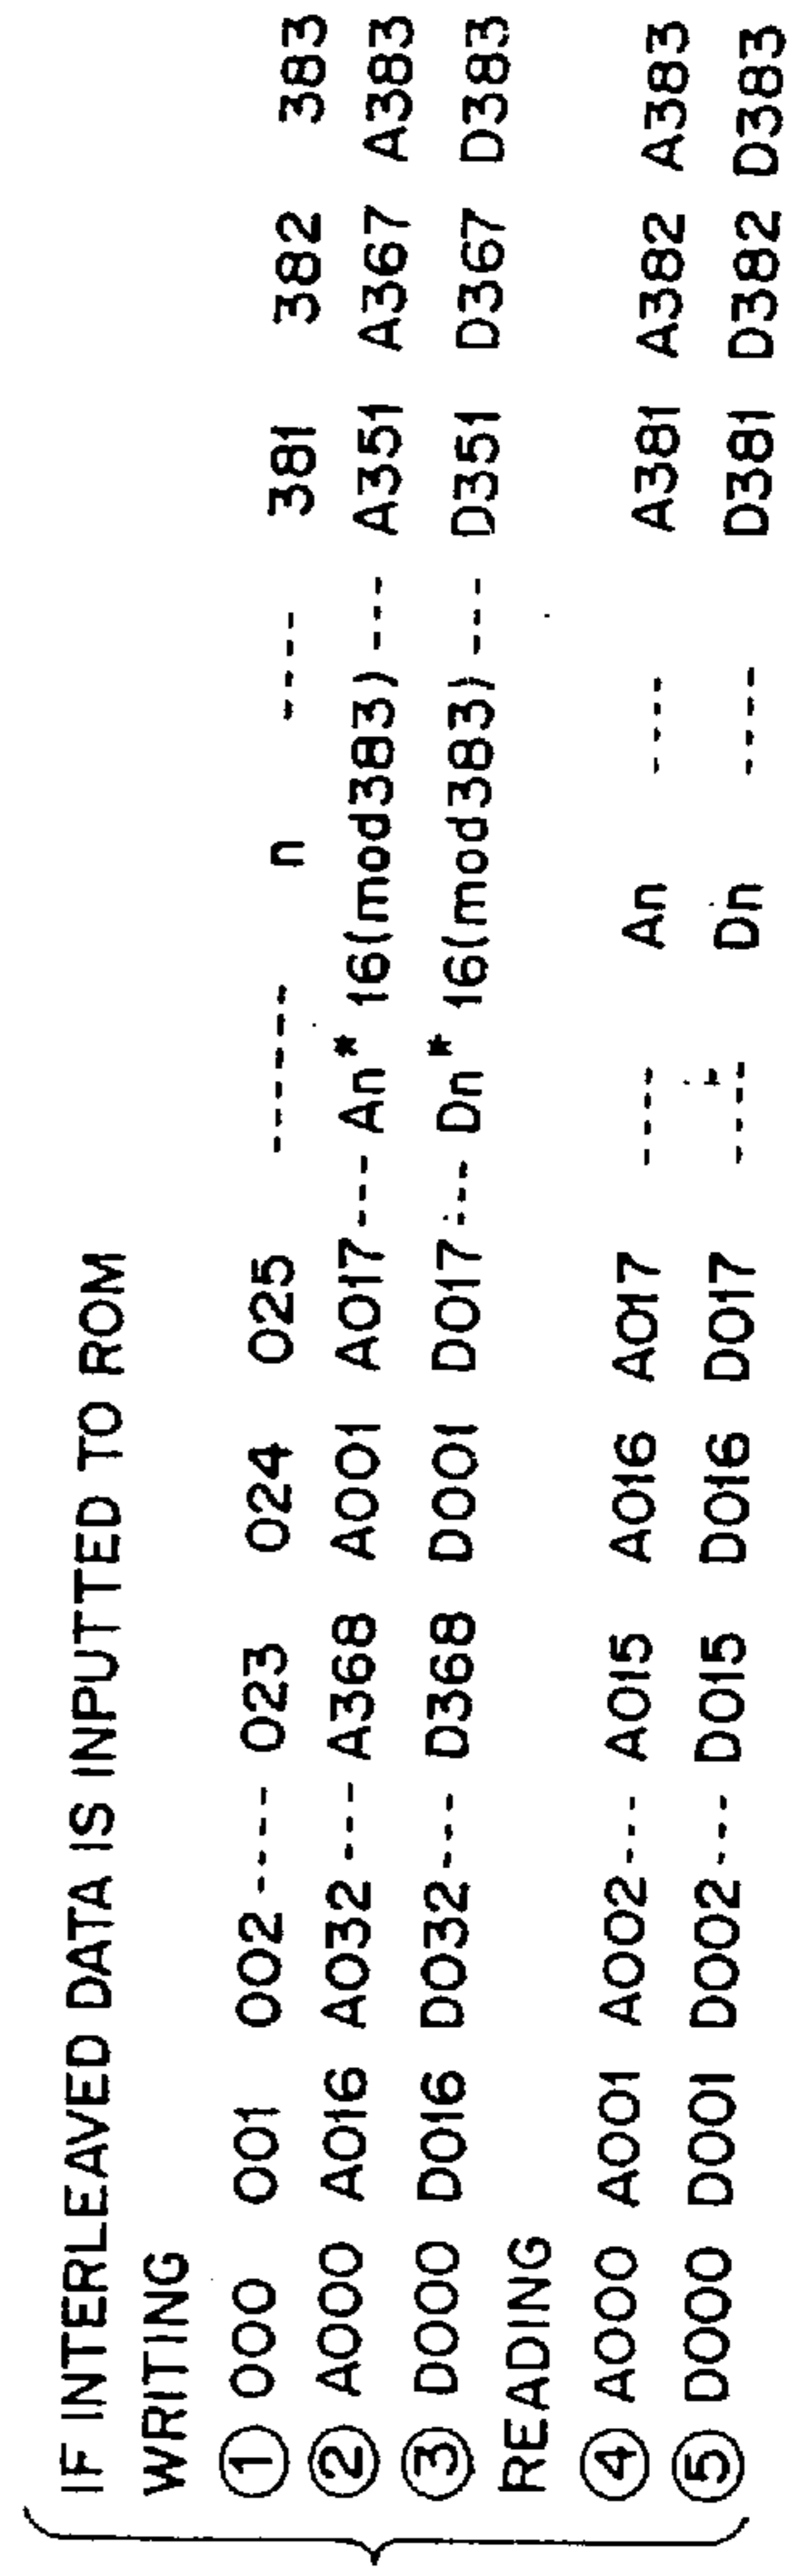 IF INTERLEAVED DATA IS INPUTTED TO ROM
WRITING
① 000 001 002 ---- 023 024 025 ------ n ---- 381 382 383
② A000 A016 A032 --- A368 A001 A017 --- An* 16(mod383) --- A351 A367 A383
③ D000 D016 D032 --- D368 D001 D017 --- Dn* 16(mod383) --- D351 D367 D383
READING
④ A000 A001 A002 --- A015 A016 A017 ---- An ---- A381 A382 A383
⑤ D000 D001 D002 --- D015 D016 D017 ---- Dn ---- D381 D382 D383